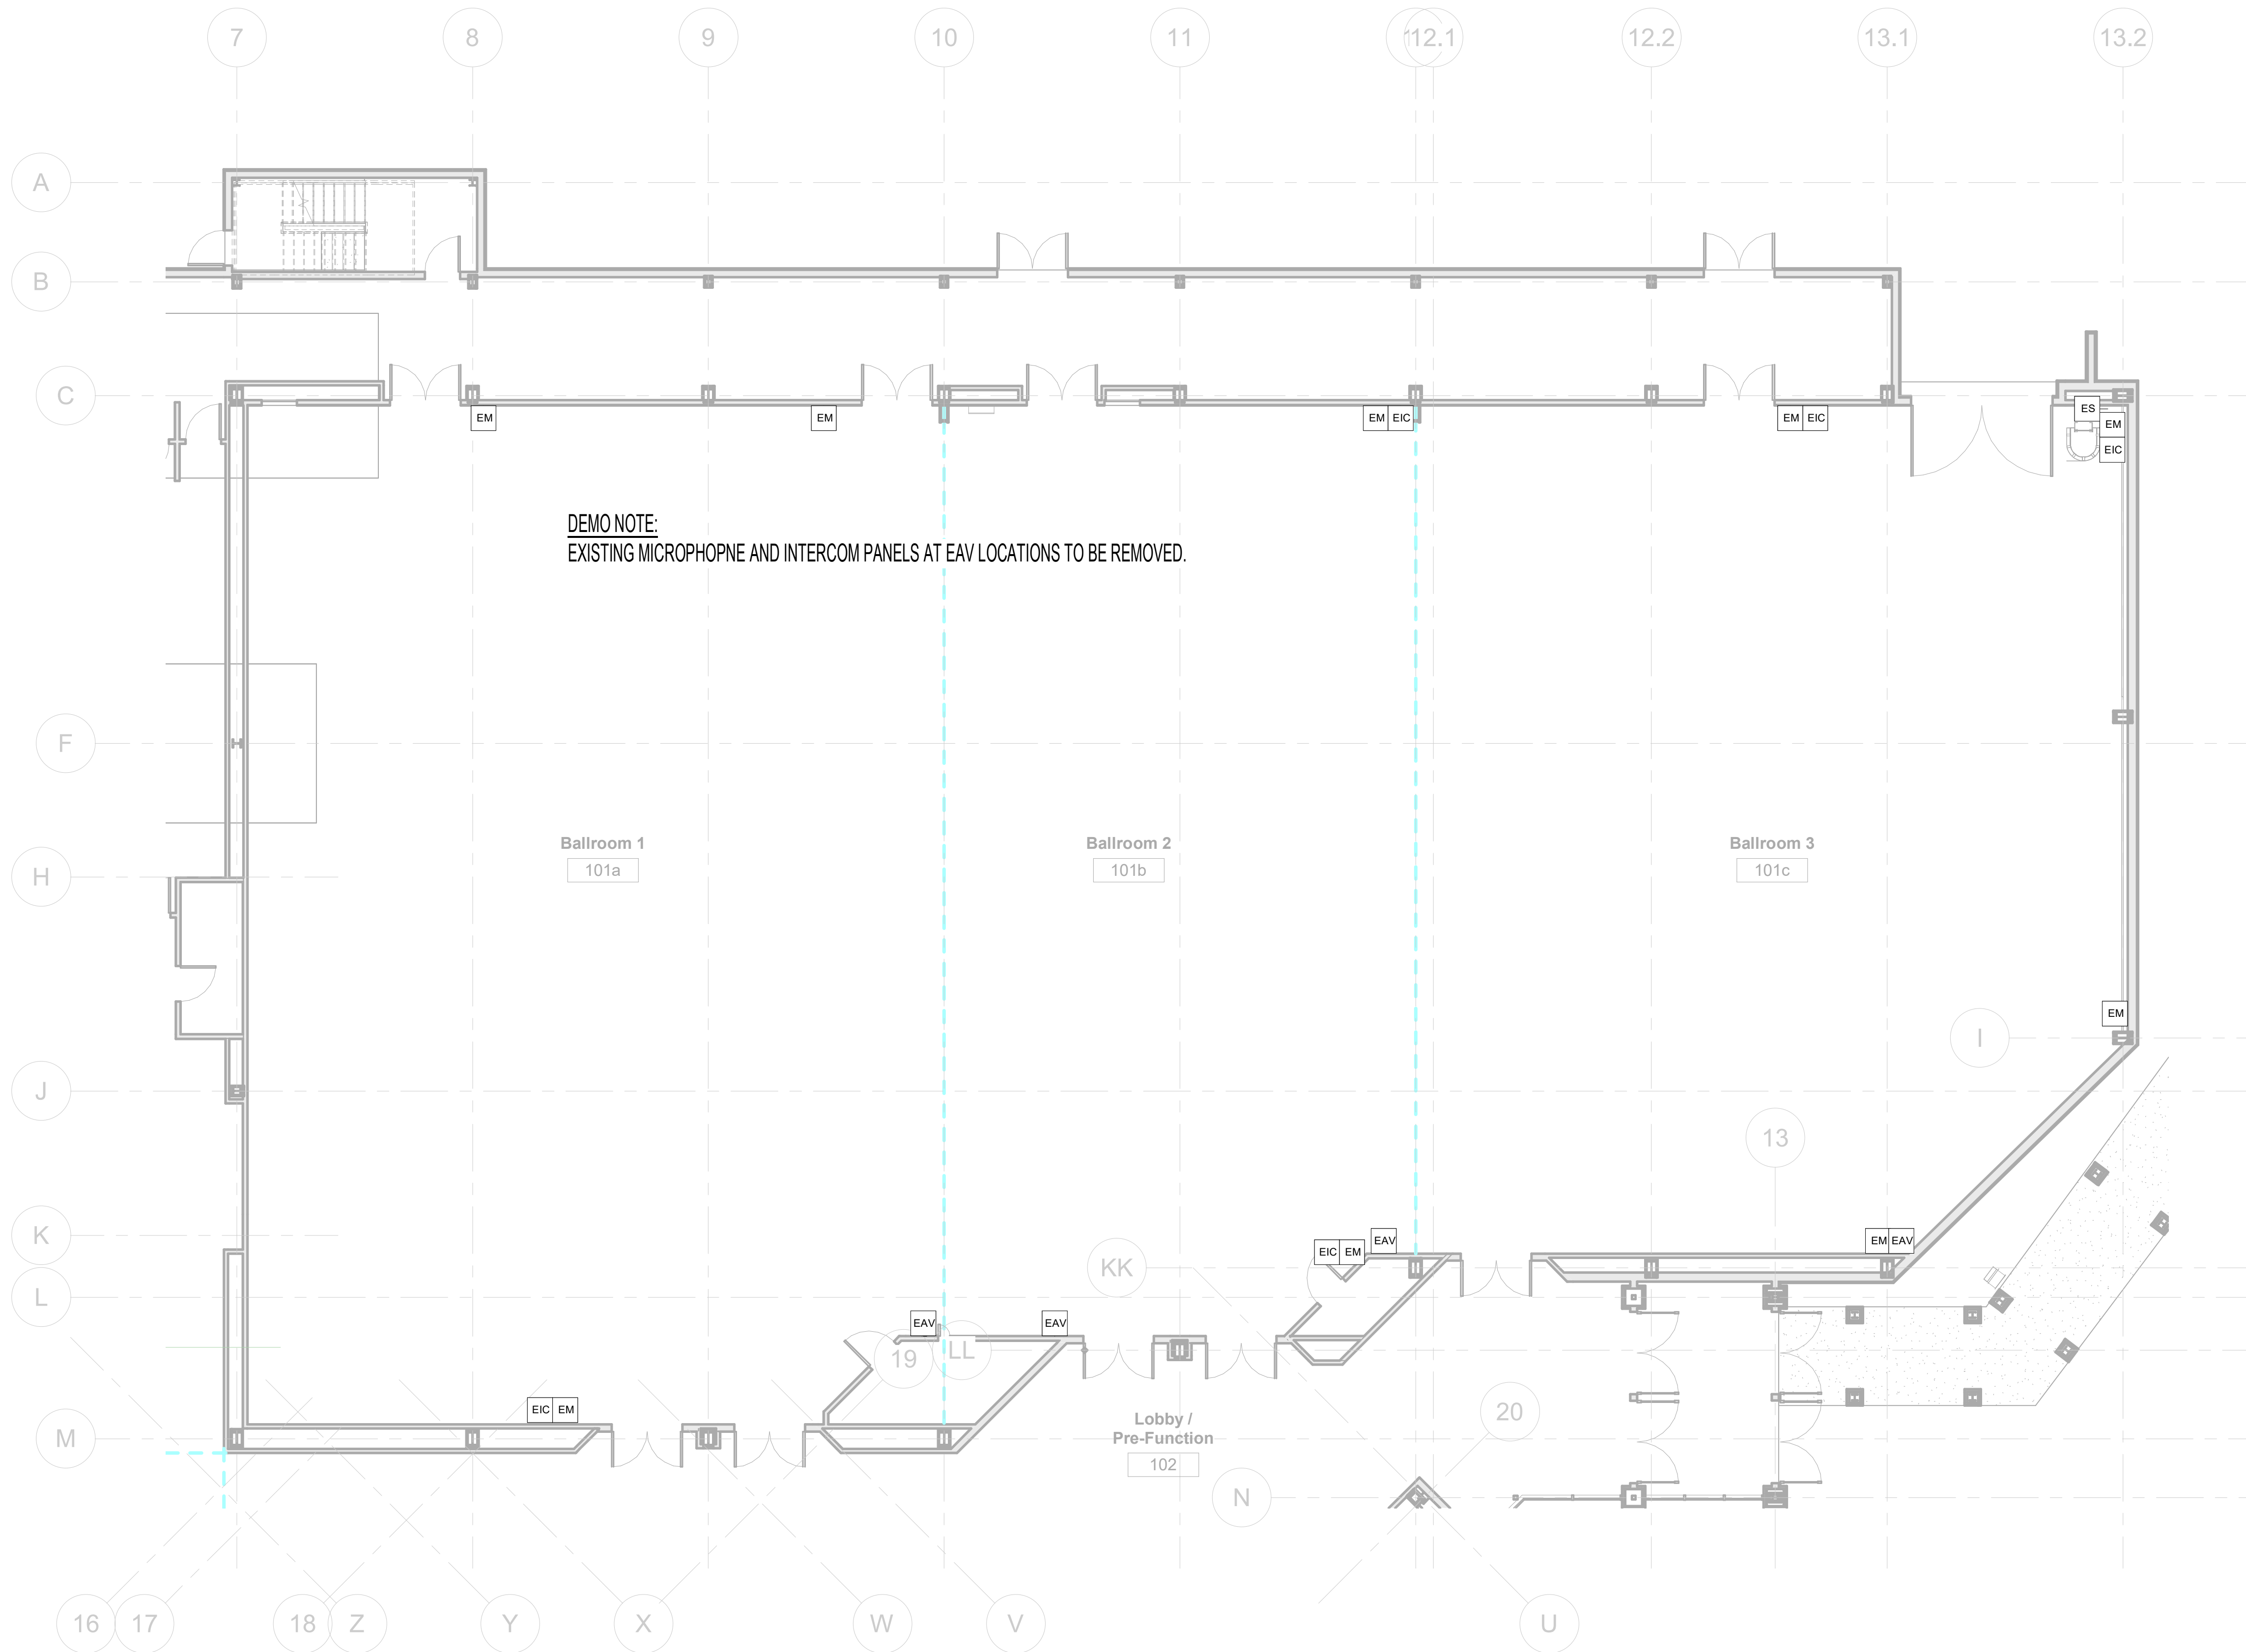 7
8
9
10
11
12.1
12.2
13.1
13.2
A
B
C
EM
EM
EM EIC
EM EIC
ES
EM
EIC
DEMO NOTE:
EXISTING MICROPHOPNE AND INTERCOM PANELS AT EAV LOCATIONS TO BE REMOVED.
F
Ballroom 1
101a
Ballroom 2
101b
Ballroom 3
101c
H
EM
I
J
13
K
EIC EM
EAV
EM EAV
KK
L
EAV
EAV
19
LL
EIC EM
M
Lobby /
Pre-Function
102
20
N
16
17
18
Z
Y
X
W
V
U